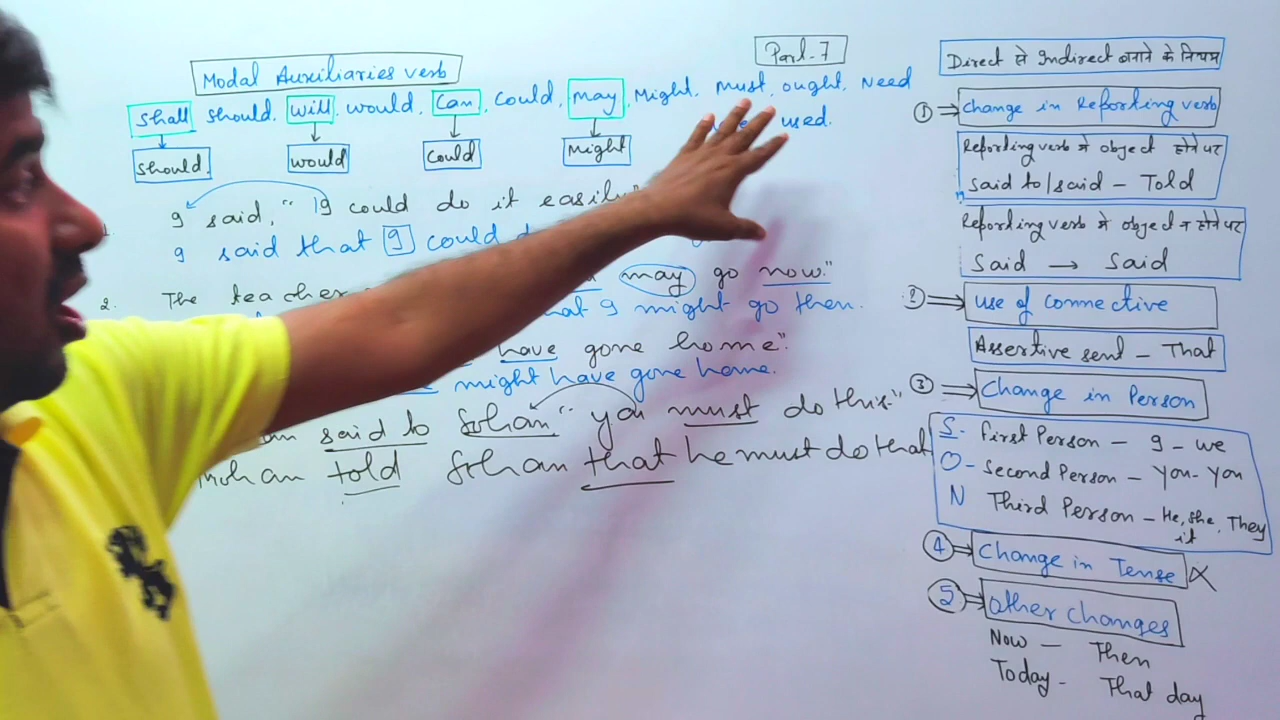 Part-7
Modal Auxiliaries verb
Shall, Should, will, would, Can, Could, may, Might, must, ought, Need
used.
should. would Could might
1. I said, "I could do it easily"
I said that I could
2. The teacher may go now."
that I might go then.
have gone home".
might have gone home.
said to Sohan "you must do this."
mohan told Sohan that he must do that
Direct से Indirect बनाने के नियम
① Change in Reporting verb
Reporting verb मे object होने पर
Said to/said - Told
Reporting verb मे object न होने पर
Said → Said
② use of Connective
Assertive sent - That
③ Change in Person
S - First Person - I - we
O - Second Person - You - You
N Third Person - He, she, They
it
④ Change in Tense X
⑤ other changes
Now - Then
Today - That day